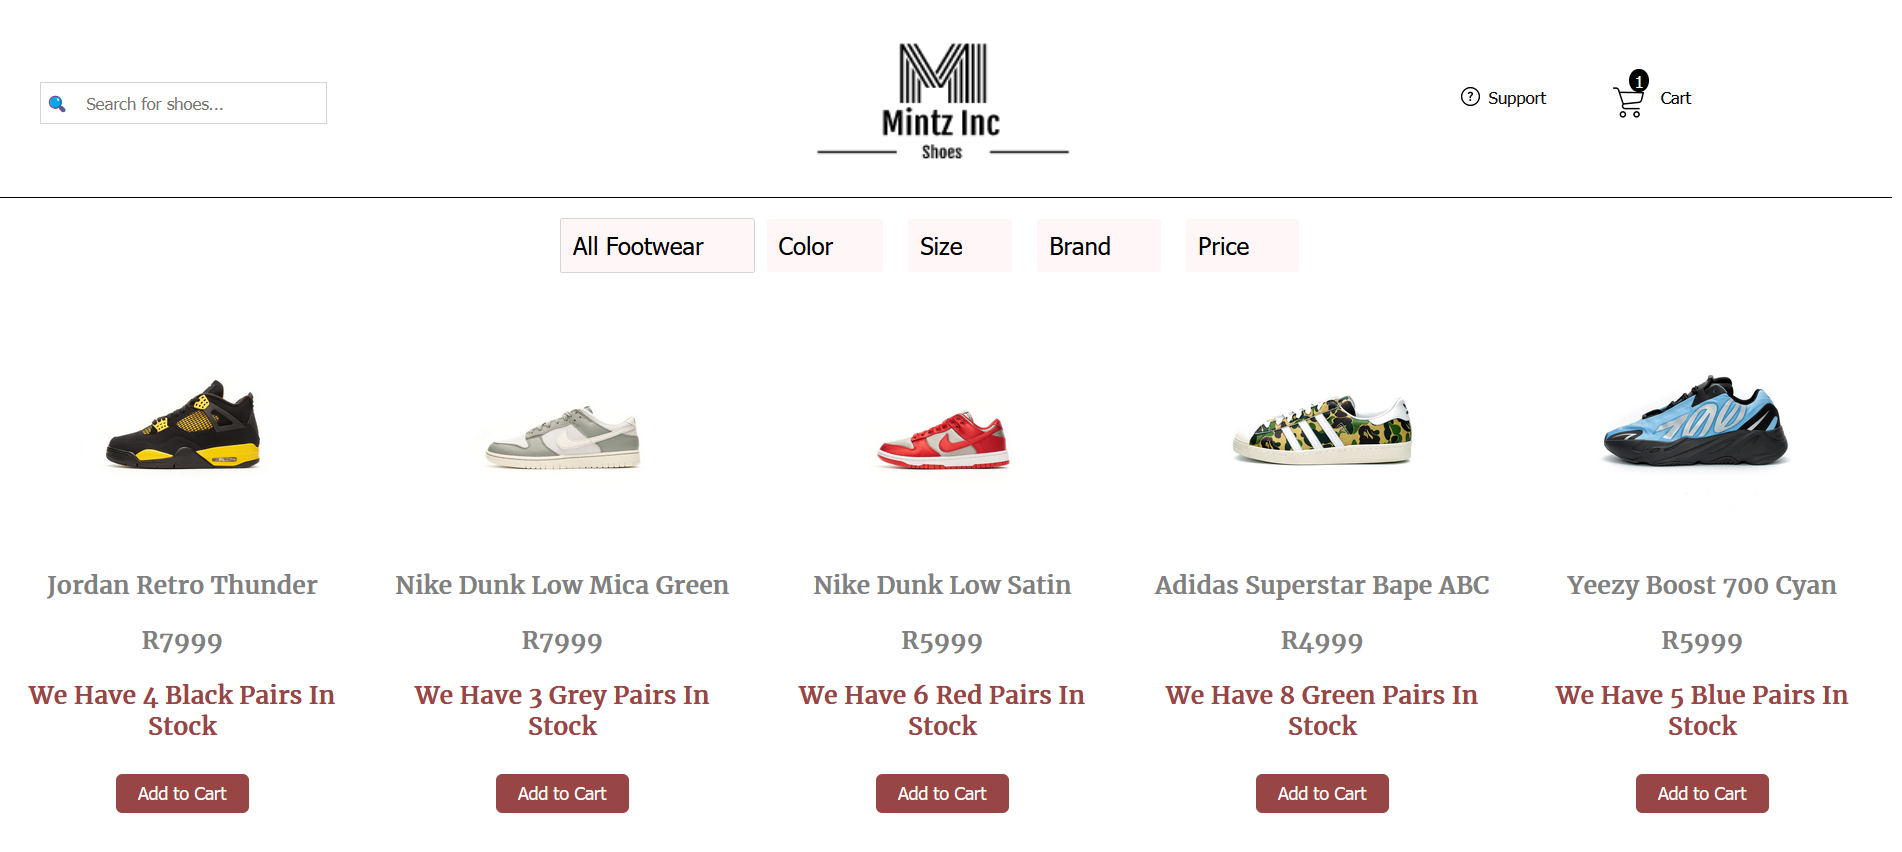 Search for shoes...
M
Mintz Inc
Shoes
Support
1
Cart
All Footwear
Color
Size
Brand
Price
700
Jordan Retro Thunder
R7999
We Have 4 Black Pairs In
Stock
Add to Cart
Nike Dunk Low Mica Green
R7999
We Have 3 Grey Pairs In
Stock
Add to Cart
Nike Dunk Low Satin
R5999
We Have 6 Red Pairs In
Stock
Add to Cart
Adidas Superstar Bape ABC
R4999
We Have 8 Green Pairs In
Stock
Add to Cart
Yeezy Boost 700 Cyan
R5999
We Have 5 Blue Pairs In
Stock
Add to Cart